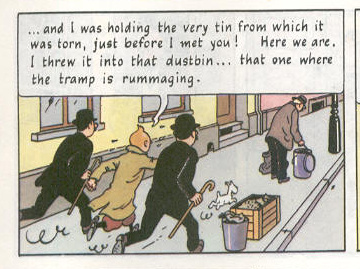 ...and I was holding the very tin from which it
was torn, just before I met you! Here we are.
I threw it into that dustbin... that one where
the tramp is rummaging.